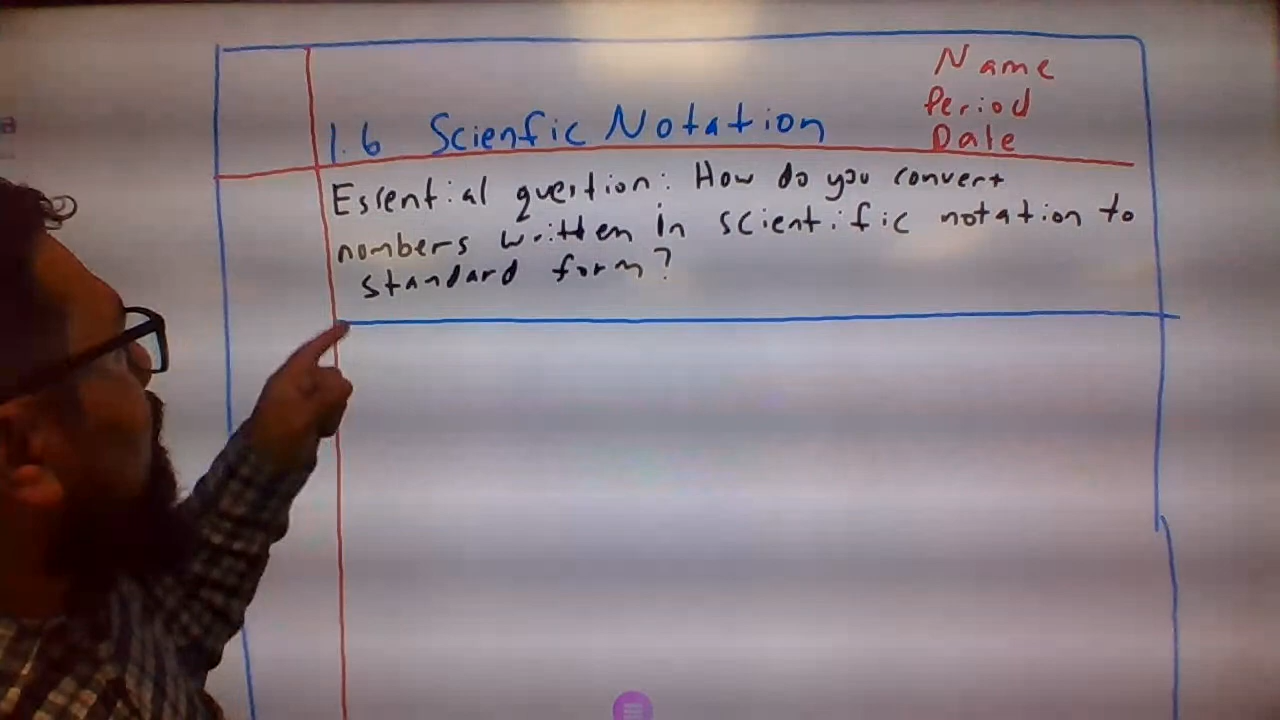 Name
Period
1.6 Scienfic Notation
Date
Essential question: How do you convert
numbers written in scientific notation to
standard form?